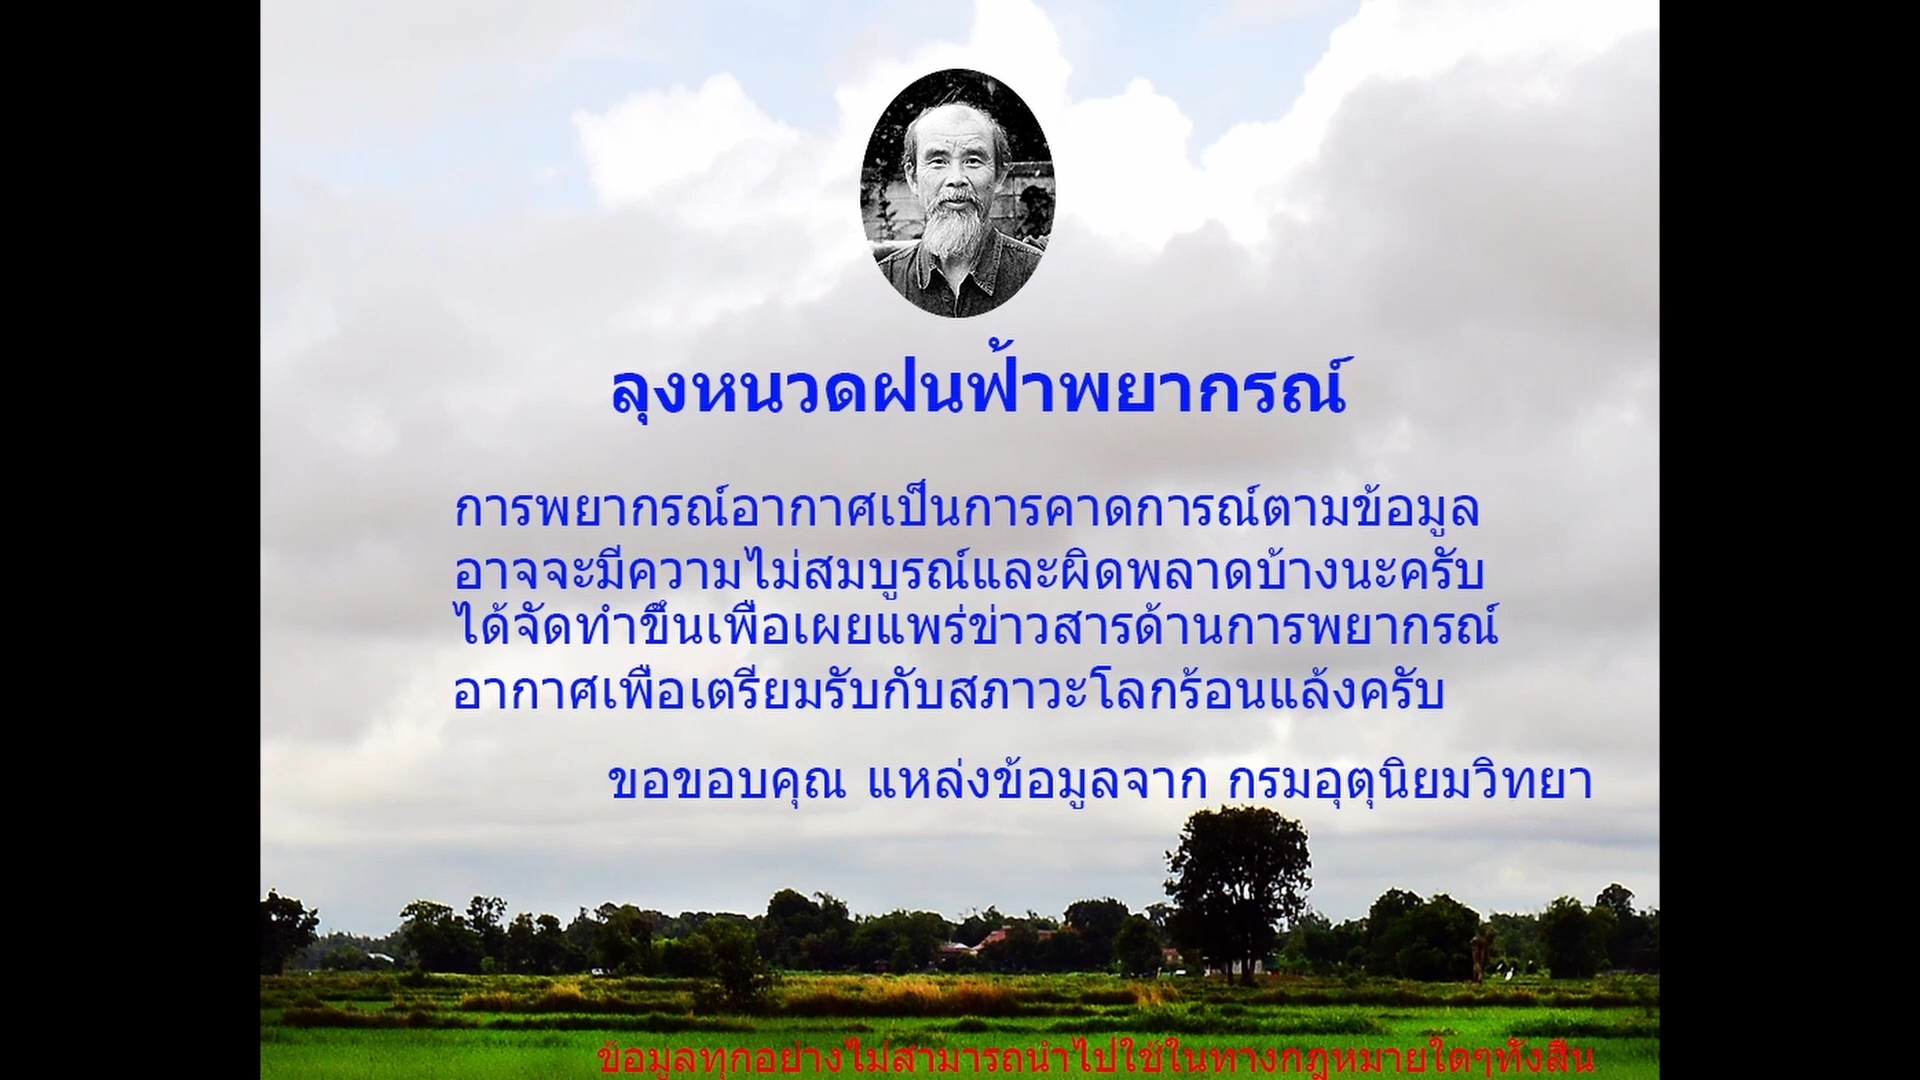 ลุงหนวดฝนฟ้าพยากรณ์
การพยากรณ์อากาศเป็นการคาดการณ์ตามข้อมูล
อาจจะมีความไม่สมบูรณ์และผิดพลาดบ้างนะครับ
ได้จัดทำขึ้นเพื่อเผยแพร่ข่าวสารด้านการพยากรณ์
อากาศเพื่อเตรียมรับกับสภาวะโลกร้อนแล้งครับ
ขอขอบคุณ แหล่งข้อมูลจาก กรมอุตุนิยมวิทยา
ข้อมูลทุกอย่างไม่สามารถนำไปใช้ในทางกฎหมายใดๆทั้งสิ้น